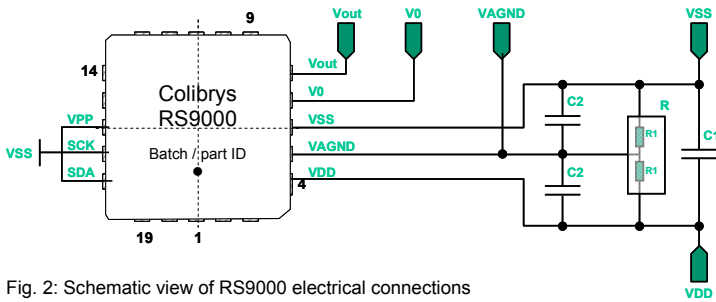 9
Vout
V0
VAGND
VSS
14
Vout
Colibrys
RS9000
V0
C2
R
C1
VPP
VSS
R1
VSS
SCK
Batch / part ID
VAGND
SDA
VDD
C2
R1
4
19
1
VDD
Fig. 2: Schematic view of RS9000 electrical connections